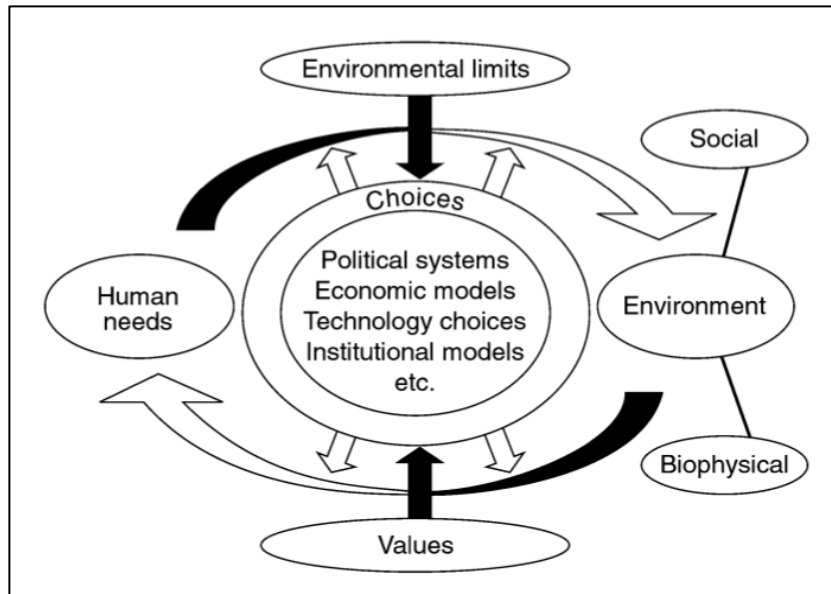 Environmental limits
Social
Choices
Political systems
Economic models
Technology choices
Institutional models
etc.
Human
needs
Environment
Biophysical
Values